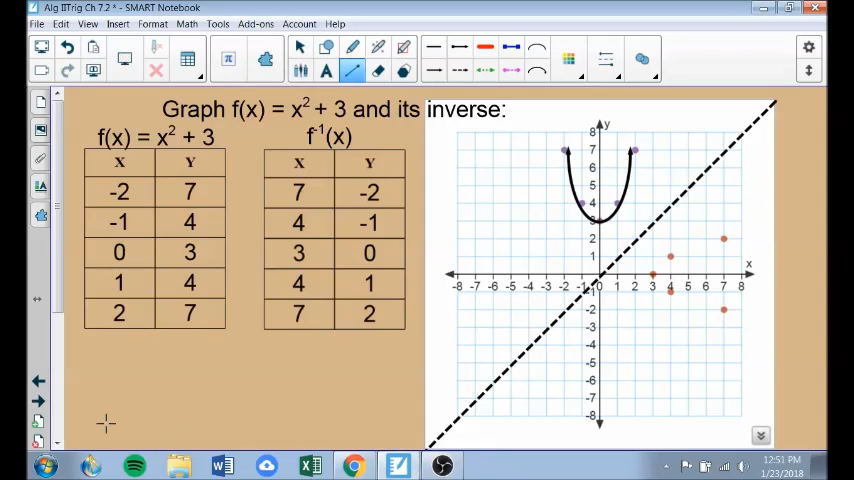 Alg IITrig Ch 7.2 * - SMART Notebook
File Edit View Insert Format Math Tools Add-ons Account Help
π
A
Graph f(x) = x² + 3 and its inverse:
f(x) = x² + 3
X Y
-2 7
-1 4
0 3
1 4
2 7
f⁻¹(x)
X Y
7 -2
4 -1
3 0
4 1
7 2
y
8
7
6
5
4
3
2
1
x
-8 -7 -6 -5 -4 -3 -2 -1 0 1 2 3 4 5 6 7 8
-1
-2
-3
-4
-5
-6
-7
-8
12:51 PM
1/23/2018